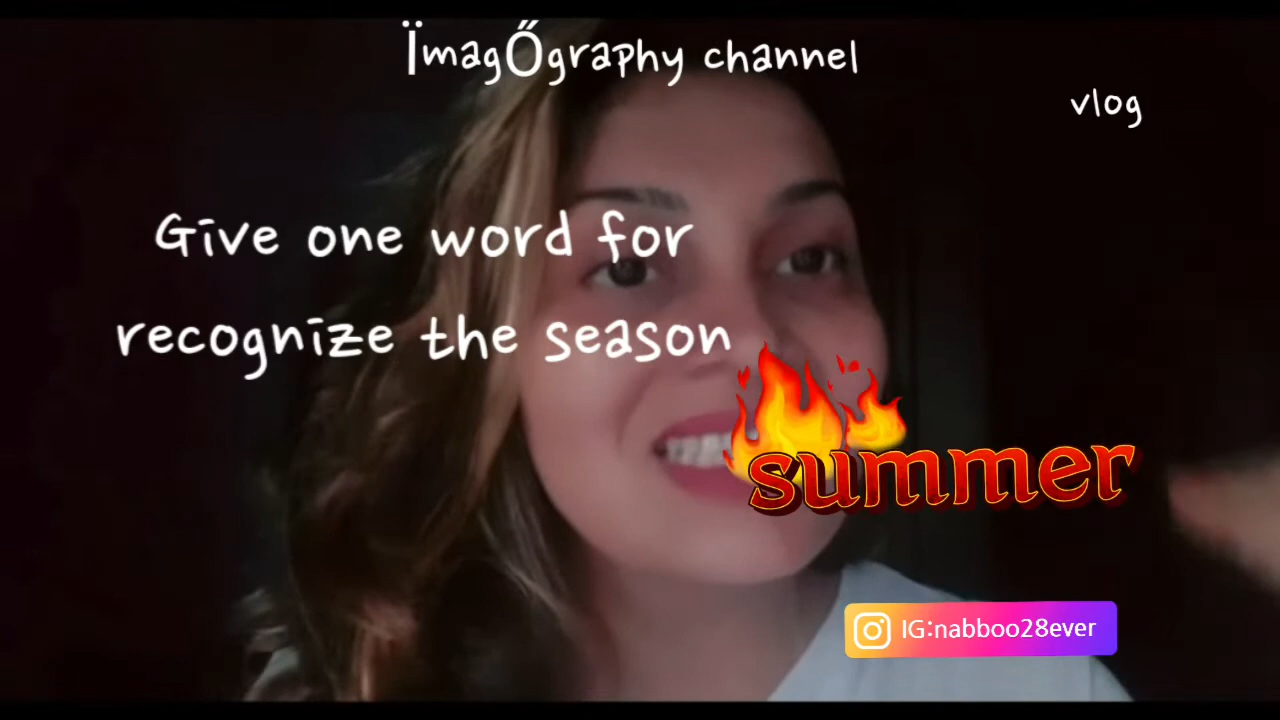 ÏmagŐgraphy channel
vlog
Give one word for
recognize the season
summer
IG:nabboo28ever